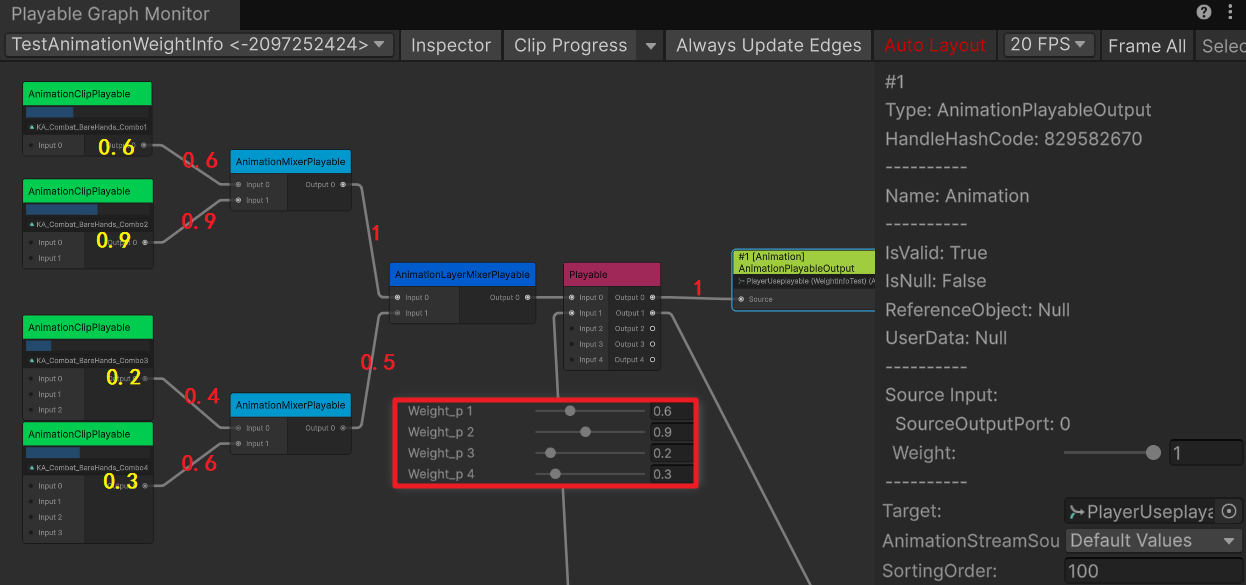 Playable Graph Monitor
TestAnimationWeightInfo <-2097252424>
Inspector
Clip Progress
Always Update Edges
Auto Layout
20 FPS
Frame All
Selec
AnimationClipPlayable
KA_Combat_BareHands_Combo1
Input 0
0.6
AnimationClipPlayable
KA_Combat_BareHands_Combo2
Input 0
0.9
Input 1
AnimationClipPlayable
KA_Combat_BareHands_Combo3
Input 0
0.2
Input 1
Input 2
AnimationClipPlayable
KA_Combat_BareHands_Combo4
Input 0
0.3
Input 1
Input 2
Input 3
0.6
0.9
AnimationMixerPlayable
Input 0
Output 0
Input 1
0.4
0.6
AnimationMixerPlayable
Input 0
Output 0
Input 1
1
0.5
AnimationLayerMixerPlayable
Input 0
Output 0
Input 1
Playable
Input 0
Output 0
Input 1
Output 1
Input 2
Output 2
Input 3
Output 3
Input 4
Output 4
1
#1 [Animation]
AnimationPlayableOutput
PlayerUseplayable (WeightInfoTest) (A
Source
Weight_p 1 0.6
Weight_p 2 0.9
Weight_p 3 0.2
Weight_p 4 0.3
#1
Type: AnimationPlayableOutput
HandleHashCode: 829582670
----------
Name: Animation
----------
IsValid: True
IsNull: False
ReferenceObject: Null
UserData: Null
----------
Source Input:
SourceOutputPort: 0
Weight: 1
----------
Target: PlayerUseplaya
AnimationStreamSou Default Values
SortingOrder: 100